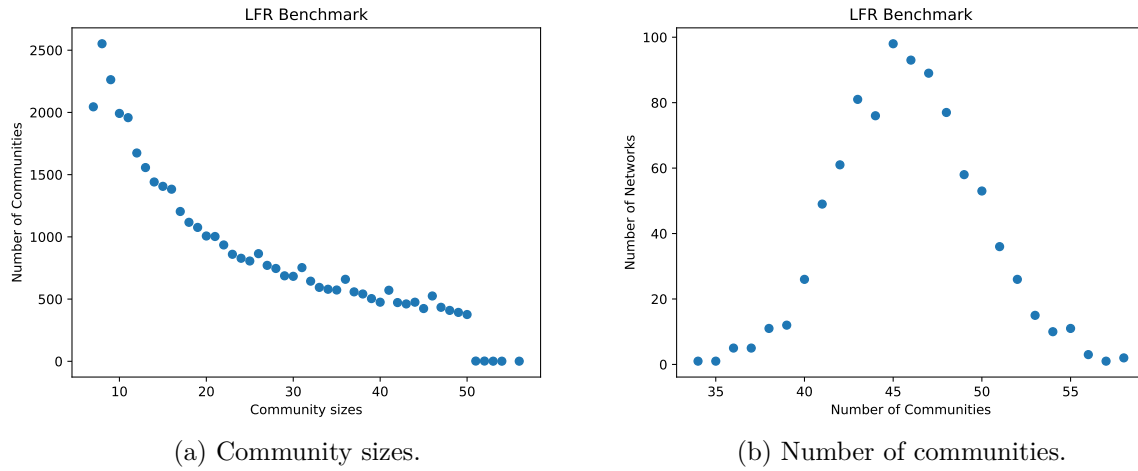 LFR Benchmark
2500
2000
1500
1000
500
0
Number of Communities
10
20
30
40
50
Community sizes
(a) Community sizes.
LFR Benchmark
100
80
60
40
20
0
Number of Networks
35
40
45
50
55
Number of Communities
(b) Number of communities.